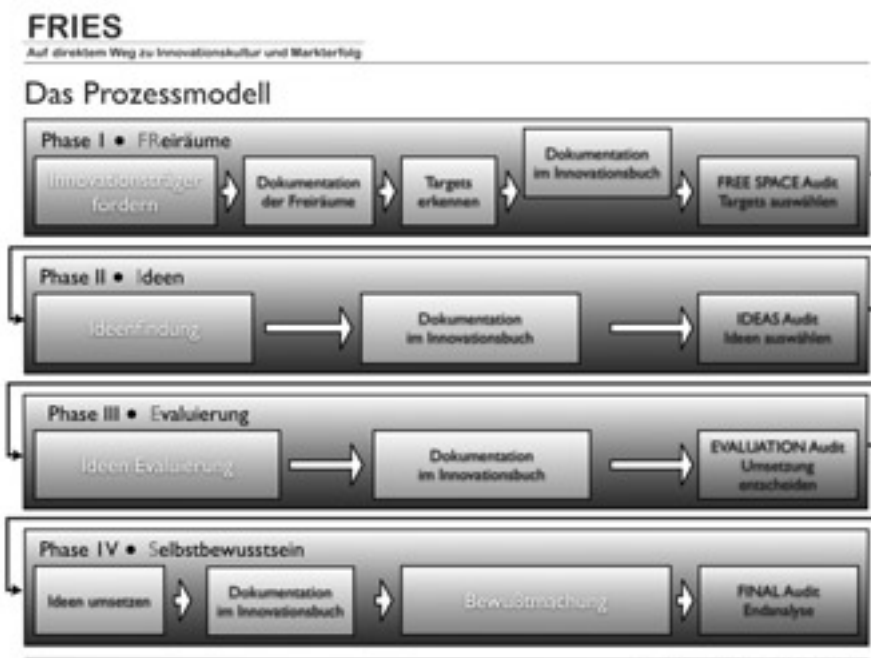 FRIES
Auf direktem Weg zu Innovationskultur und Markterfolg
Das Prozessmodell
Phase I • FReiräume
Innovationsträger
fördern
Dokumentation
der Freiräume
Targets
erkennen
Dokumentation
im Innovationsbuch
FREE SPACE Audit
Targets auswählen
Phase II • Ideen
Ideenfindung
Dokumentation
im Innovationsbuch
IDEAS Audit
Ideen auswählen
Phase III • Evaluierung
Ideen Evaluierung
Dokumentation
im Innovationsbuch
EVALUATION Audit
Umsetzung
entscheiden
Phase IV • Selbstbewusstsein
Ideen umsetzen
Dokumentation
im Innovationsbuch
Bewußtmachung
FINAL Audit
Endanalyse